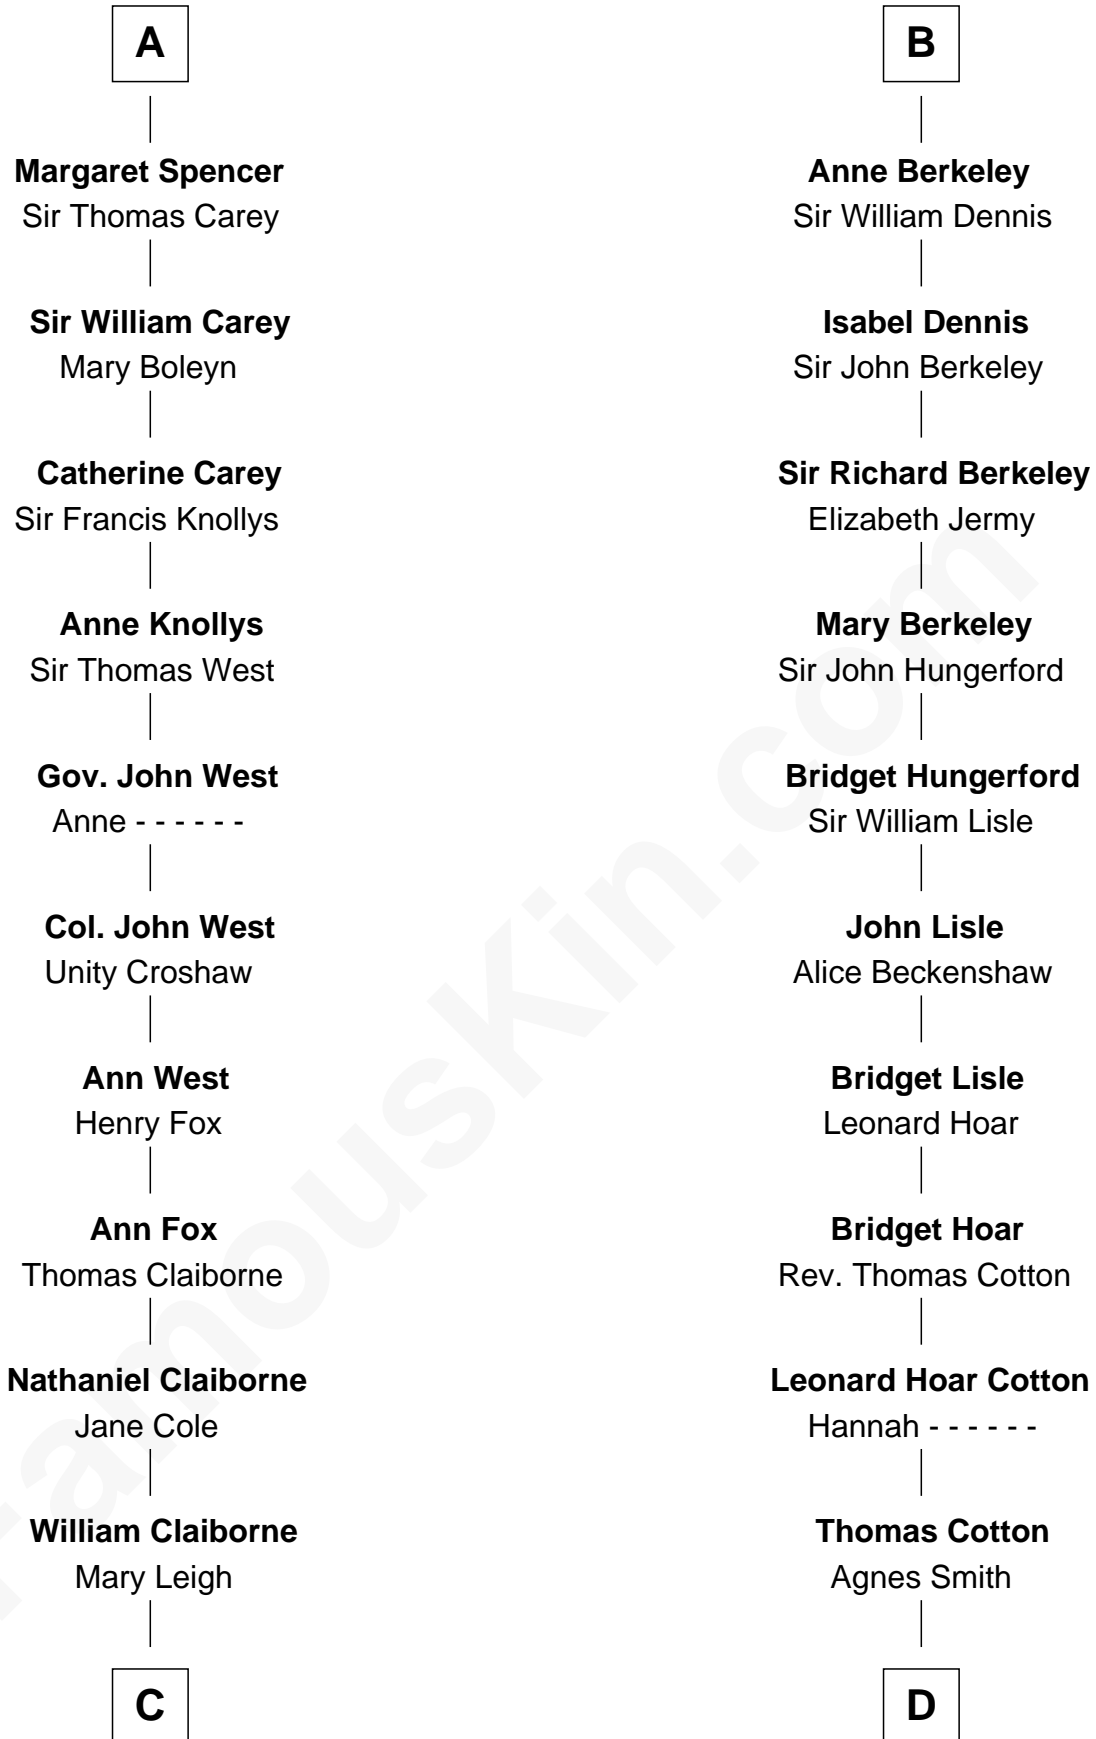 A
Margaret Spencer
Sir Thomas Carey
Sir William Carey
Mary Boleyn
Catherine Carey
Sir Francis Knollys
Anne Knollys
Sir Thomas West
Gov. John West
Anne - - - - - -
Col. John West
Unity Croshaw
Ann West
Henry Fox
Ann Fox
Thomas Claiborne
Nathaniel Claiborne
Jane Cole
William Claiborne
Mary Leigh
C
B
Anne Berkeley
Sir William Dennis
Isabel Dennis
Sir John Berkeley
Sir Richard Berkeley
Elizabeth Jermy
Mary Berkeley
Sir John Hungerford
Bridget Hungerford
Sir William Lisle
John Lisle
Alice Beckenshaw
Bridget Lisle
Leonard Hoar
Bridget Hoar
Rev. Thomas Cotton
Leonard Hoar Cotton
Hannah - - - - - -
Thomas Cotton
Agnes Smith
D
FamousKin.com